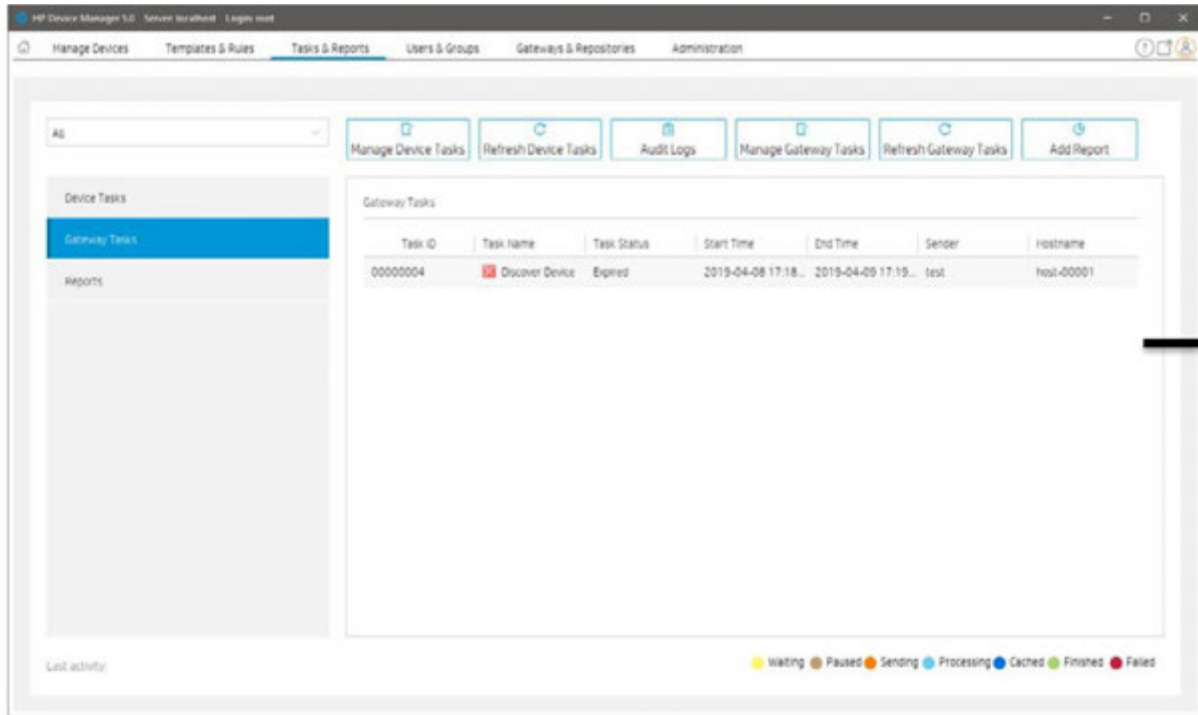 HP Device Manager 5.0 Server localhost Login root
Manage Devices Templates & Rules Tasks & Reports Users & Groups Gateways & Repositories Administration
All
Manage Device Tasks Refresh Device Tasks Audit Logs Manage Gateway Tasks Refresh Gateway Tasks Add Report
Device Tasks
Gateway Tasks
Reports
Gateway Tasks
Task ID Task Name Task Status Start Time End Time Sender Hostname
00000004 Discover Device Expired 2019-04-08 17:18... 2019-04-09 17:19... test host-00001
Last activity:
Waiting Paused Sending Processing Cached Finished Failed